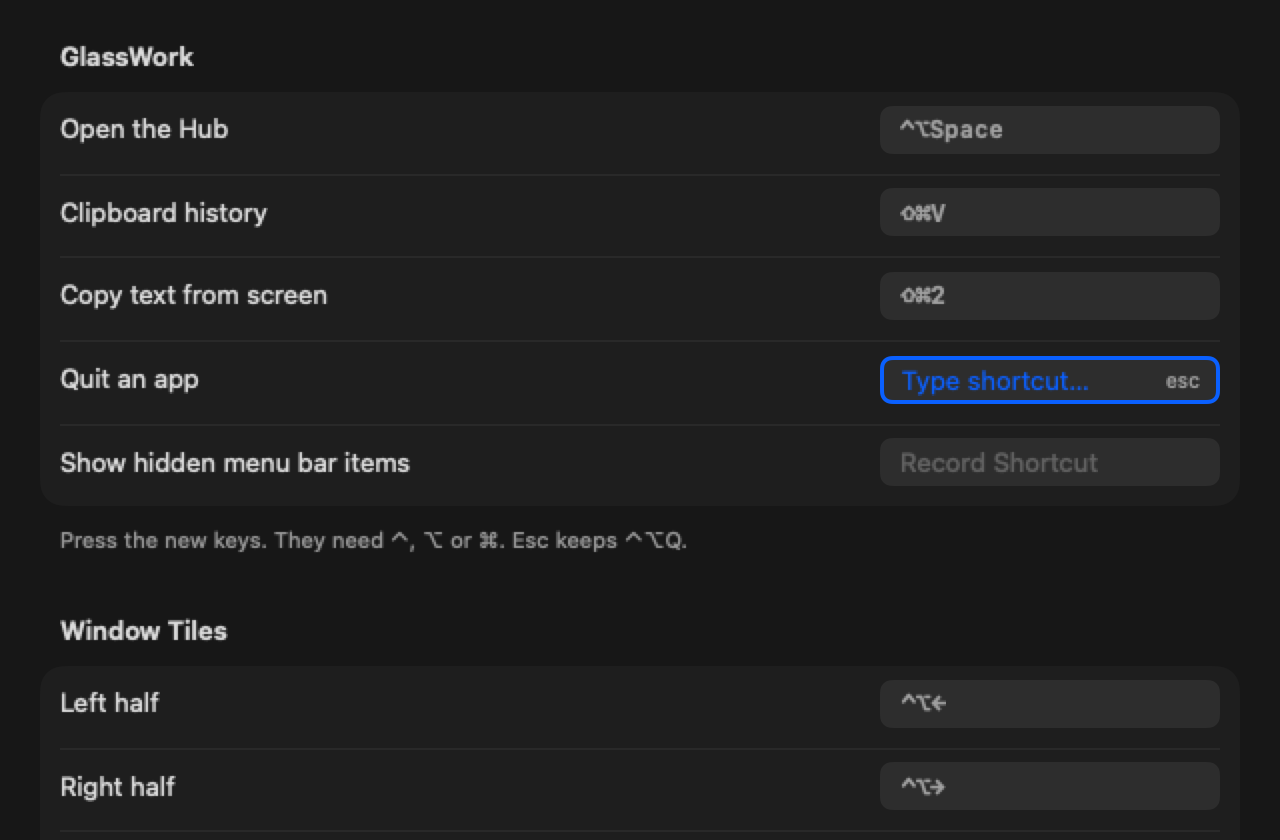 GlassWork
Open the Hub
^⌥Space
Clipboard history
⇧⌘V
Copy text from screen
⇧⌘2
Quit an app
Type shortcut...
esc
Show hidden menu bar items
Record Shortcut
Press the new keys. They need ^, ⌥ or ⌘. Esc keeps ^⌥Q.
Window Tiles
Left half
^⌥←
Right half
^⌥→